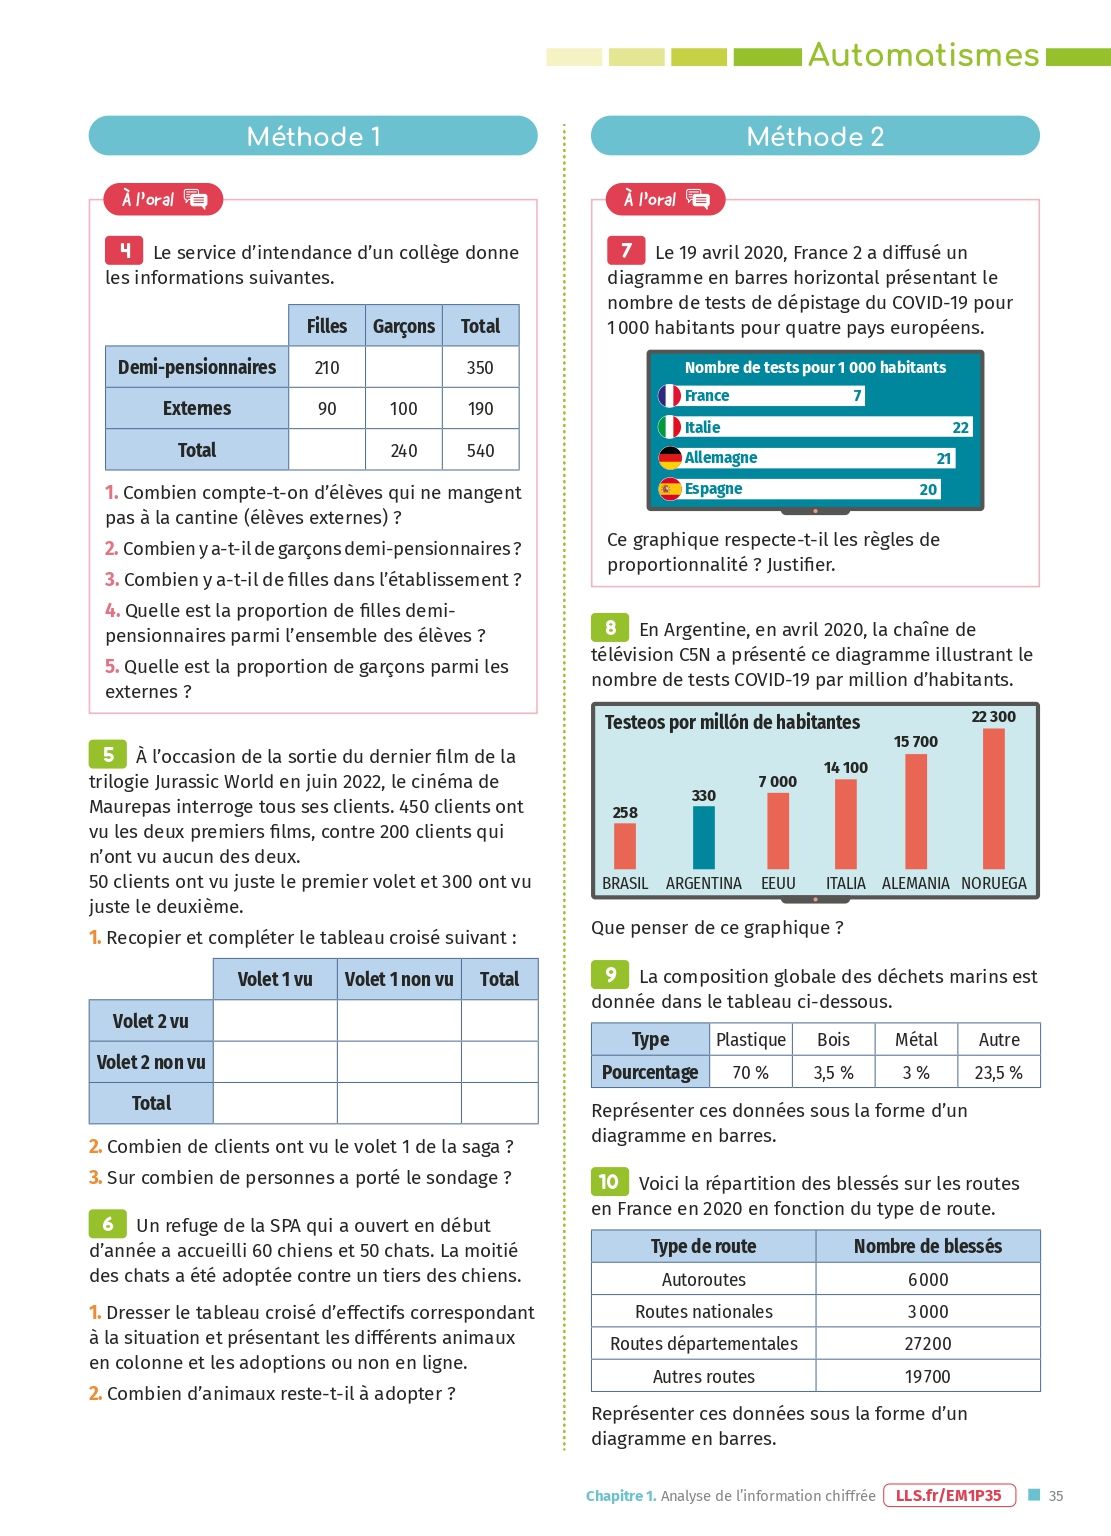 Automatismes
Méthode 1
À l'oral
4 Le service d'intendance d'un collège donne
les informations suivantes.
Filles Garçons Total
Demi-pensionnaires 210 350
Externes 90 100 190
Total 240 540
1. Combien compte-t-on d'élèves qui ne mangent
pas à la cantine (élèves externes) ?
2. Combien y a-t-il de garçons demi-pensionnaires ?
3. Combien y a-t-il de filles dans l'établissement ?
4. Quelle est la proportion de filles demi-
pensionnaires parmi l'ensemble des élèves ?
5. Quelle est la proportion de garçons parmi les
externes ?
5 À l'occasion de la sortie du dernier film de la
trilogie Jurassic World en juin 2022, le cinéma de
Maurepas interroge tous ses clients. 450 clients ont
vu les deux premiers films, contre 200 clients qui
n'ont vu aucun des deux.
50 clients ont vu juste le premier volet et 300 ont vu
juste le deuxième.
1. Recopier et compléter le tableau croisé suivant :
Volet 1 vu Volet 1 non vu Total
Volet 2 vu
Volet 2 non vu
Total
2. Combien de clients ont vu le volet 1 de la saga ?
3. Sur combien de personnes a porté le sondage ?
6 Un refuge de la SPA qui a ouvert en début
d'année a accueilli 60 chiens et 50 chats. La moitié
des chats a été adoptée contre un tiers des chiens.
1. Dresser le tableau croisé d'effectifs correspondant
à la situation et présentant les différents animaux
en colonne et les adoptions ou non en ligne.
2. Combien d'animaux reste-t-il à adopter ?
Méthode 2
À l'oral
7 Le 19 avril 2020, France 2 a diffusé un
diagramme en barres horizontal présentant le
nombre de tests de dépistage du COVID-19 pour
1 000 habitants pour quatre pays européens.
Nombre de tests pour 1 000 habitants
France 7
Italie 22
Allemagne 21
Espagne 20
Ce graphique respecte-t-il les règles de
proportionnalité ? Justifier.
8 En Argentine, en avril 2020, la chaîne de
télévision C5N a présenté ce diagramme illustrant le
nombre de tests COVID-19 par million d'habitants.
Testeos por millón de habitantes
258 330 7 000 14 100 15 700 22 300
BRASIL ARGENTINA EEUU ITALIA ALEMANIA NORUEGA
Que penser de ce graphique ?
9 La composition globale des déchets marins est
donnée dans le tableau ci-dessous.
Type Plastique Bois Métal Autre
Pourcentage 70 % 3,5 % 3 % 23,5 %
Représenter ces données sous la forme d'un
diagramme en barres.
10 Voici la répartition des blessés sur les routes
en France en 2020 en fonction du type de route.
Type de route Nombre de blessés
Autoroutes 6 000
Routes nationales 3 000
Routes départementales 27 200
Autres routes 19 700
Représenter ces données sous la forme d'un
diagramme en barres.
Chapitre 1. Analyse de l'information chiffrée LLS.fr/EM1P35 35